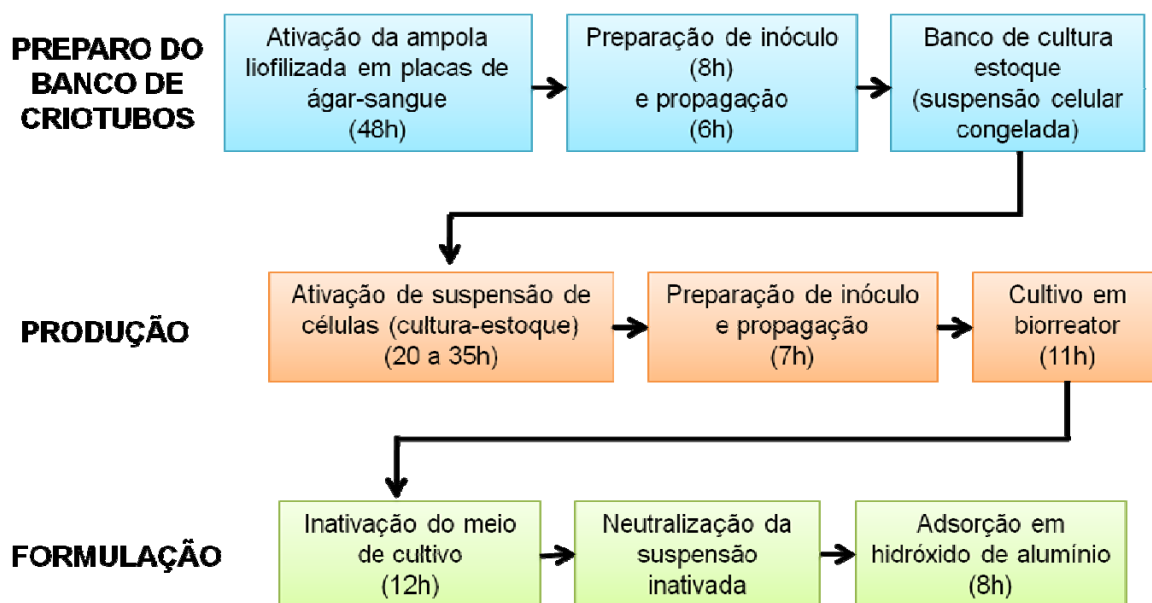 PREPARO DO
BANCO DE
CRIOTUBOS
Ativação da ampola
liofilizada em placas de
ágar-sangue
(48h)
Preparação de inóculo
(8h)
e propagação
(6h)
Banco de cultura
estoque
(suspensão celular
congelada)
PRODUÇÃO
Ativação de suspensão de
células (cultura-estoque)
(20 a 35h)
Preparação de inóculo
e propagação
(7h)
Cultivo em
biorreator
(11h)
FORMULAÇÃO
Inativação do meio
de cultivo
(12h)
Neutralização da
suspensão
inativada
Adsorção em
hidróxido de alumínio
(8h)